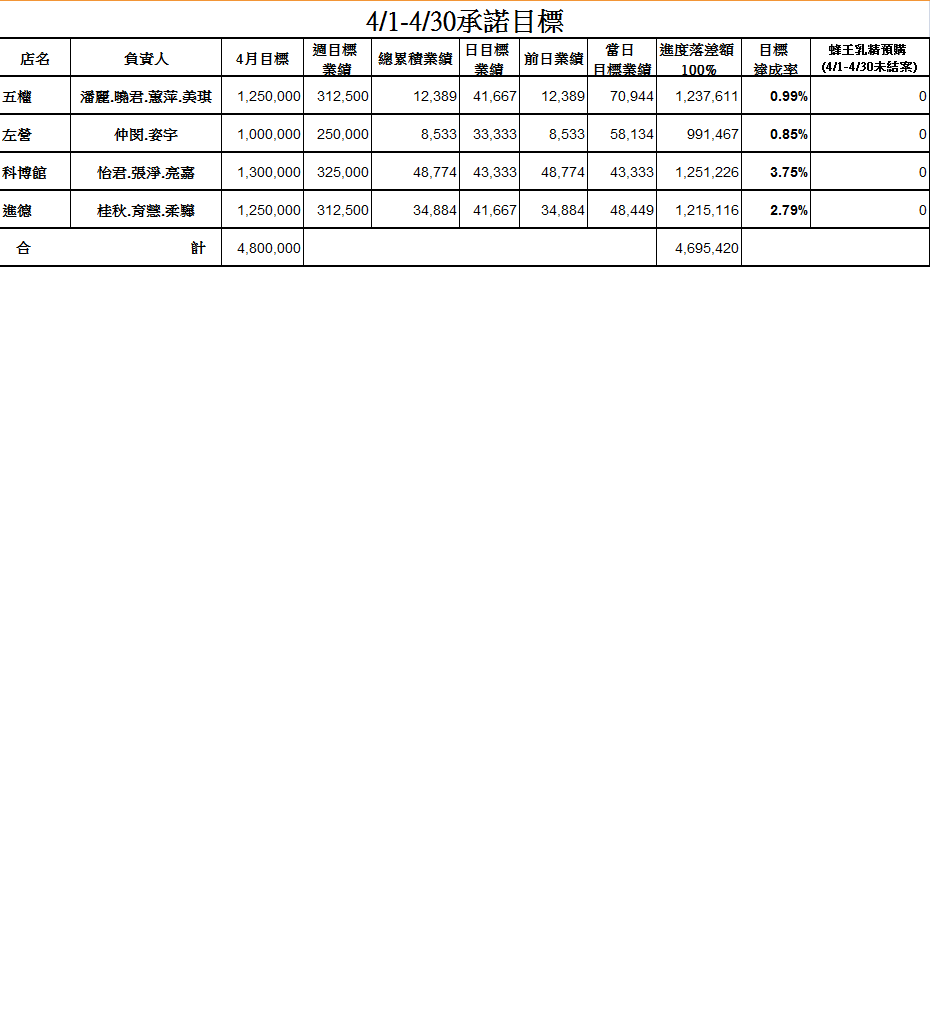 4/1-4/30承諾目標
店名 負責人 4月目標 週目標業績 總累積業績 日目標業績 前日業績 當日目標業績 進度落差額100% 目標達成率 蜂王乳精預購(4/1-4/30未結案)
五權 潘麗.曉君.蕙萍.美琪 1,250,000 312,500 12,389 41,667 12,389 70,944 1,237,611 0.99% 0
左營 仲閔.姿宇 1,000,000 250,000 8,533 33,333 8,533 58,134 991,467 0.85% 0
科博館 怡君.張淨.亮嘉 1,300,000 325,000 48,774 43,333 48,774 43,333 1,251,226 3.75% 0
進德 桂秋.育慧.柔驊 1,250,000 312,500 34,884 41,667 34,884 48,449 1,215,116 2.79% 0
合 計 4,800,000 4,695,420